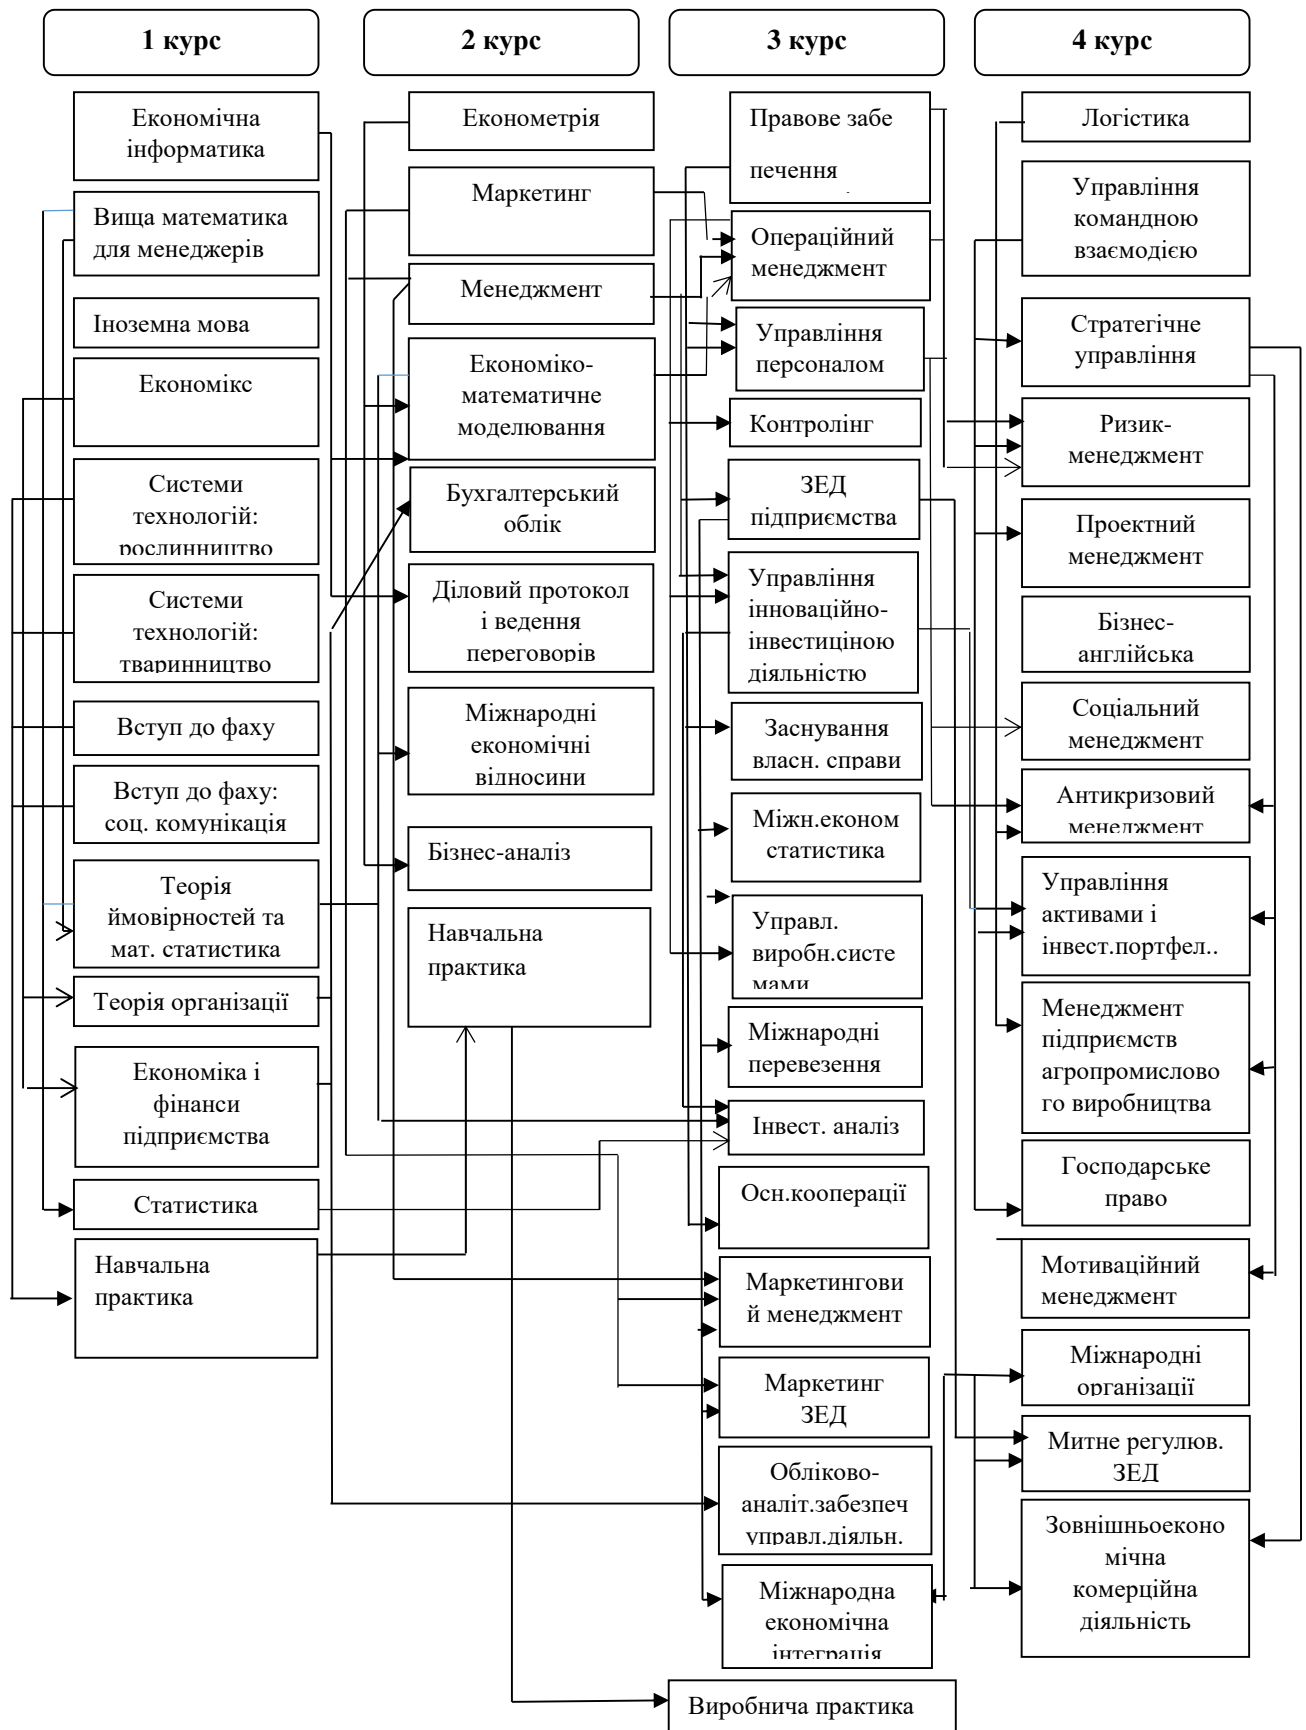 1 курс
2 курс
3 курс
4 курс
Економічна
інформатика
Вища математика
для менеджерів
Іноземна мова
Економікс
Системи
технологій:
рослинництво
Системи
технологій:
тваринництво
Вступ до фаху
Вступ до фаху:
соц. комунікація
Теорія
ймовірностей та
мат. статистика
Теорія організації
Економіка і
фінанси
підприємства
Статистика
Навчальна
практика
Економетрія
Маркетинг
Менеджмент
Економіко-
математичне
моделювання
Бухгалтерський
облік
Діловий протокол
і ведення
переговорів
Міжнародні
економічні
відносини
Бізнес-аналіз
Навчальна
практика
Правове забе
печення
Операційний
менеджмент
Управління
персоналом
Контролінг
ЗЕД
підприємства
Управління
інноваційно-
інвестиціною
діяльністю
Заснування
власн. справи
Міжн.економ
статистика
Управл.
виробн.систе
мами
Міжнародні
перевезення
Інвест. аналіз
Осн.кооперації
Маркетингови
й менеджмент
Маркетинг
ЗЕД
Обліково-
аналіт.забезпеч
управл.діяльн.
Міжнародна
економічна
інтеграція
Виробнича практика
Логістика
Управління
командною
взаємодією
Стратегічне
управління
Ризик-
менеджмент
Проектний
менеджмент
Бізнес-
англійська
Соціальний
менеджмент
Антикризовий
менеджмент
Управління
активами і
інвест.портфел..
Менеджмент
підприємств
агропромислово
го виробництва
Господарське
право
Мотиваційний
менеджмент
Міжнародні
організації
Митне регулюв.
ЗЕД
Зовнішньоеконо
мічна
комерційна
діяльність